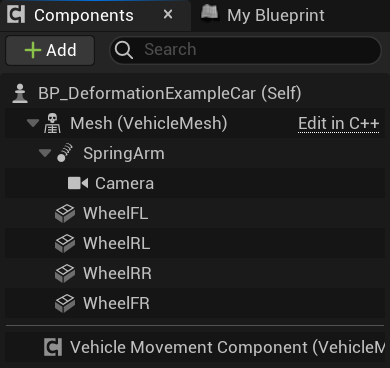 Components × My Blueprint
+ Add Search
BP_DeformationExampleCar (Self)
Mesh (VehicleMesh) Edit in C++
SpringArm
Camera
WheelFL
WheelRL
WheelRR
WheelFR
Vehicle Movement Component (VehicleM